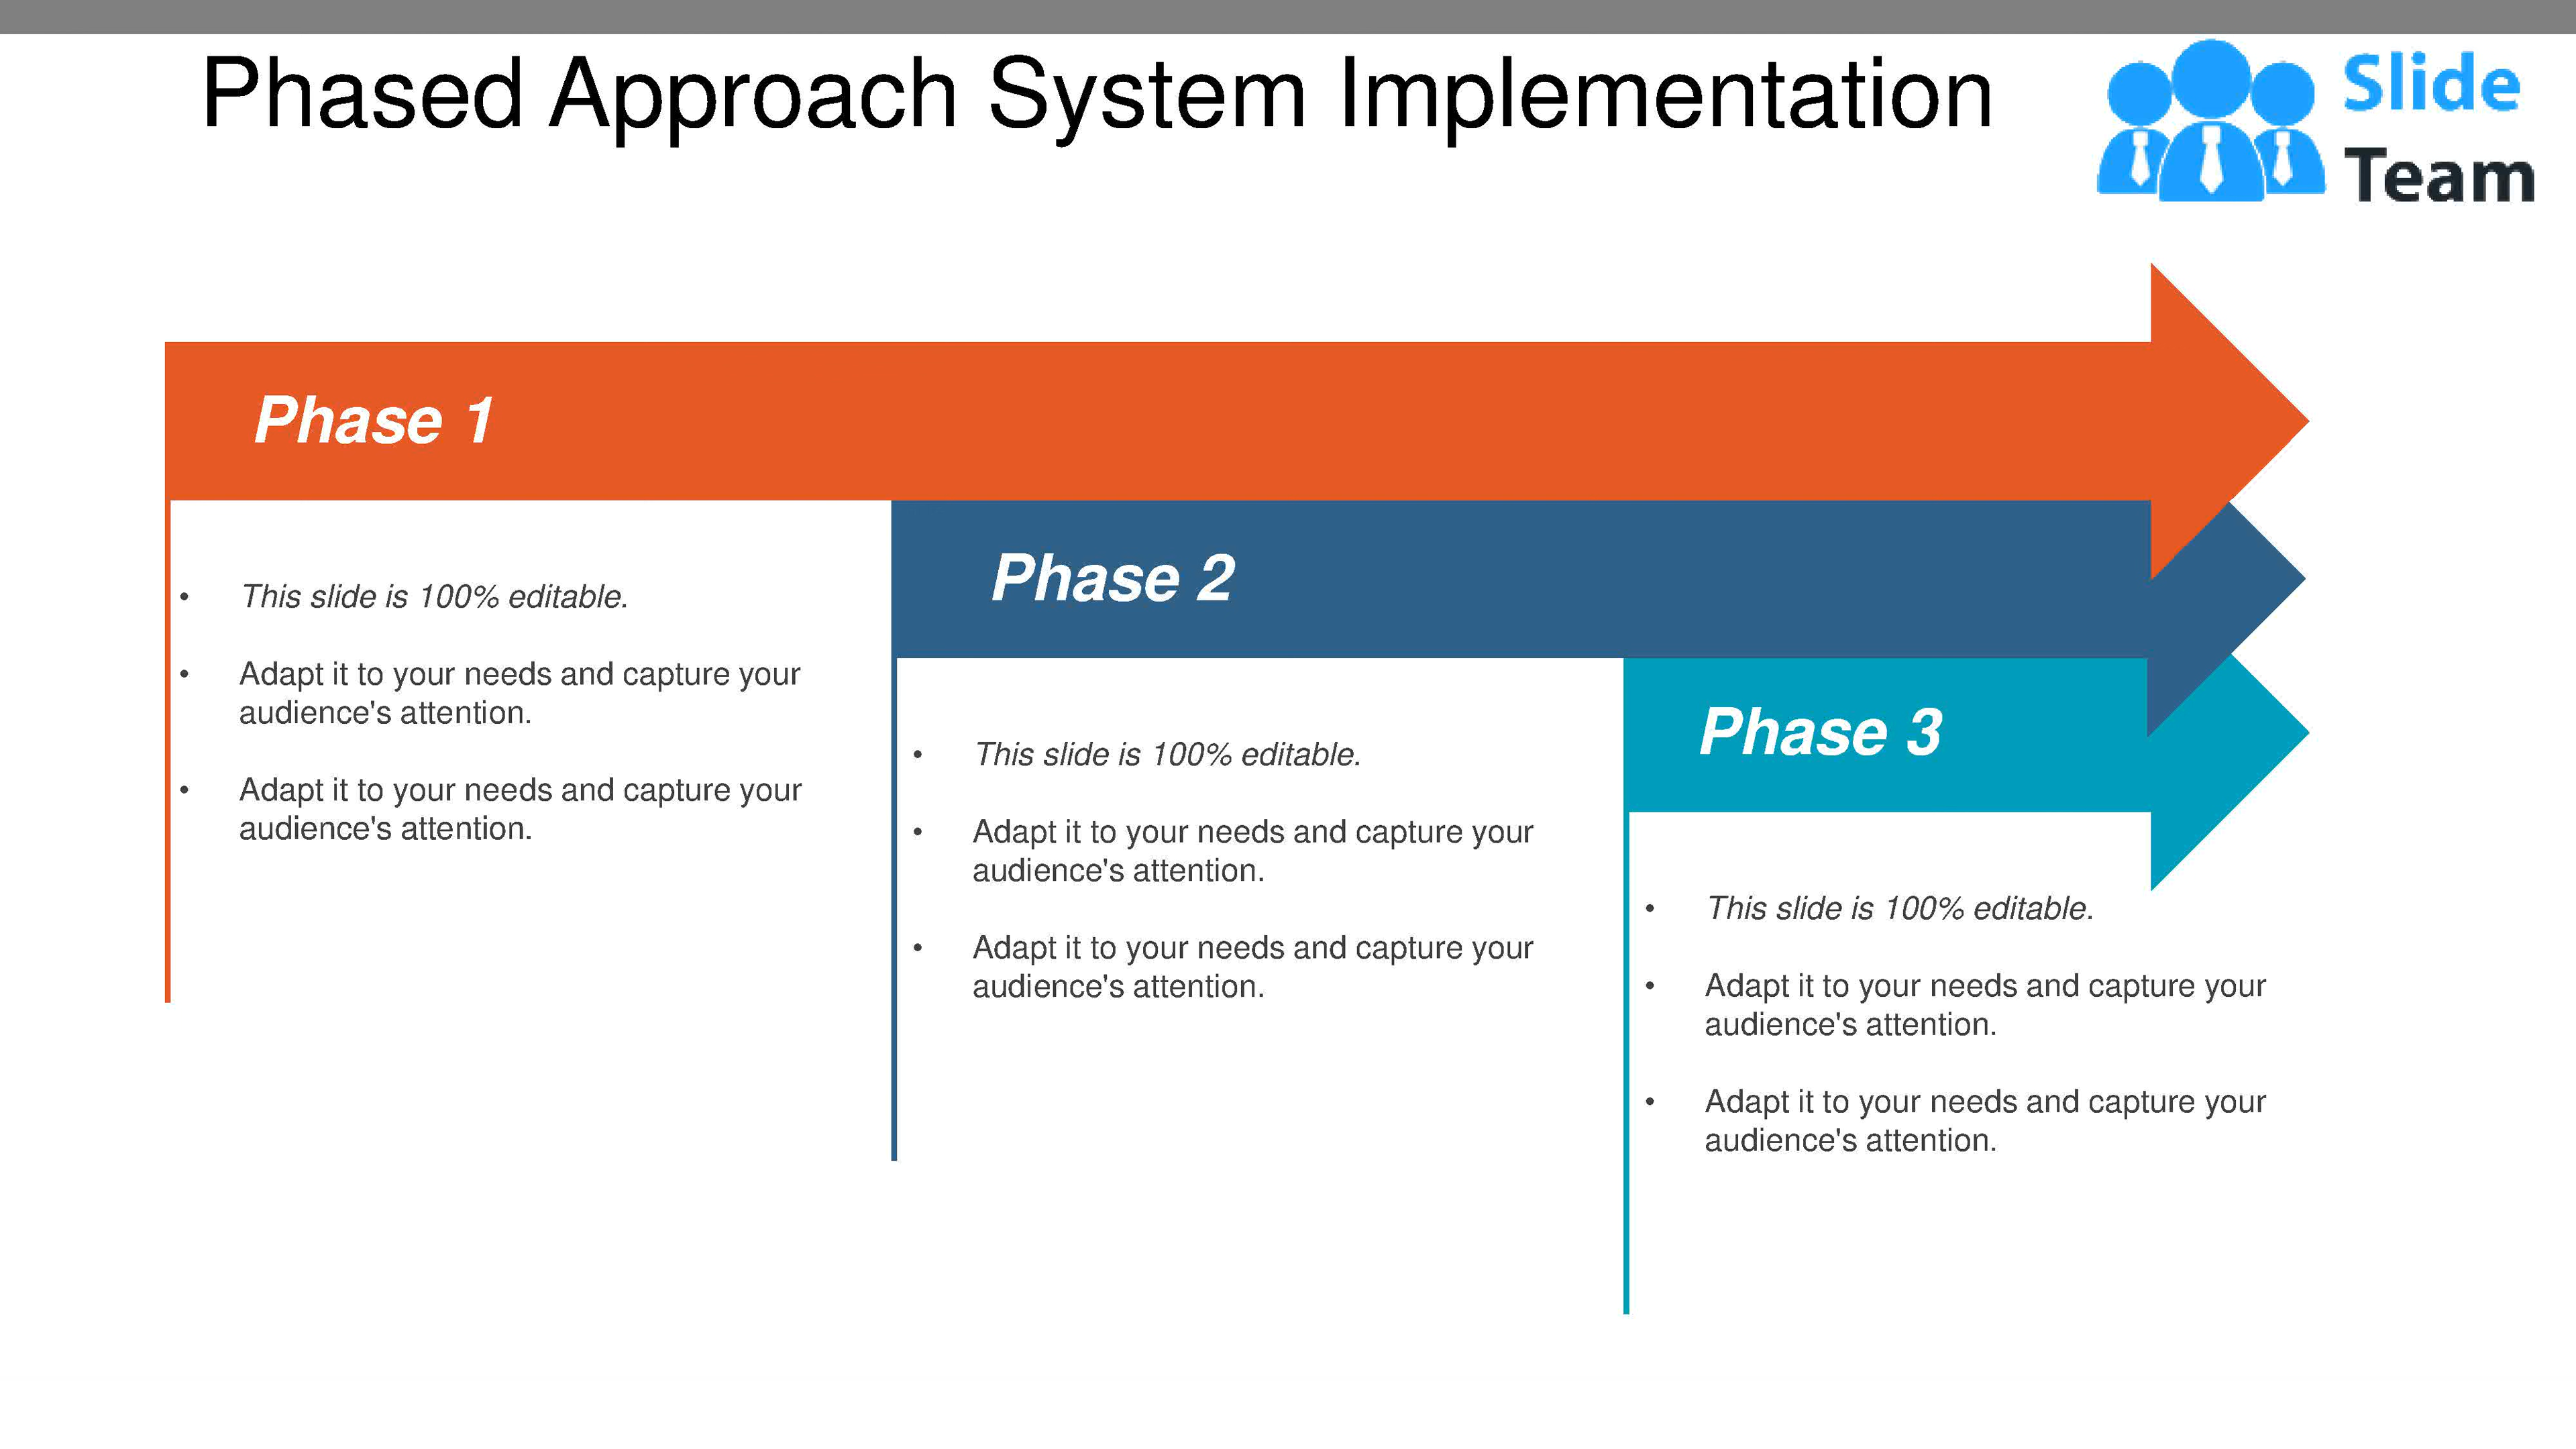 Phased Approach System Implementation
Slide
Team
Phase 1
• This slide is 100% editable.
• Adapt it to your needs and capture your
audience's attention.
• Adapt it to your needs and capture your
audience's attention.
Phase 2
• This slide is 100% editable.
• Adapt it to your needs and capture your
audience's attention.
• Adapt it to your needs and capture your
audience's attention.
Phase 3
• This slide is 100% editable.
• Adapt it to your needs and capture your
audience's attention.
• Adapt it to your needs and capture your
audience's attention.